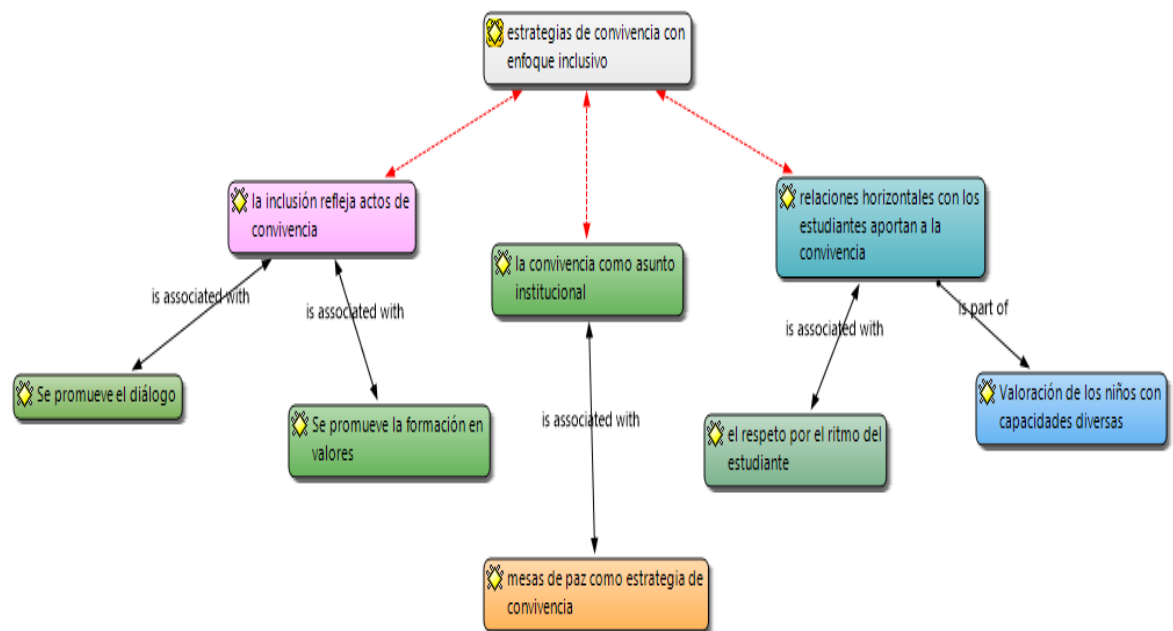 estrategias de convivencia con
enfoque inclusivo
la inclusión refleja actos de
convivencia
relaciones horizontales con los
estudiantes aportan a la
convivencia
la convivencia como asunto
institucional
is associated with
is associated with
is associated with
is part of
Se promueve el diálogo
Se promueve la formación en
valores
is associated with
el respeto por el ritmo del
estudiante
Valoración de los niños con
capacidades diversas
mesas de paz como estrategia de
convivencia